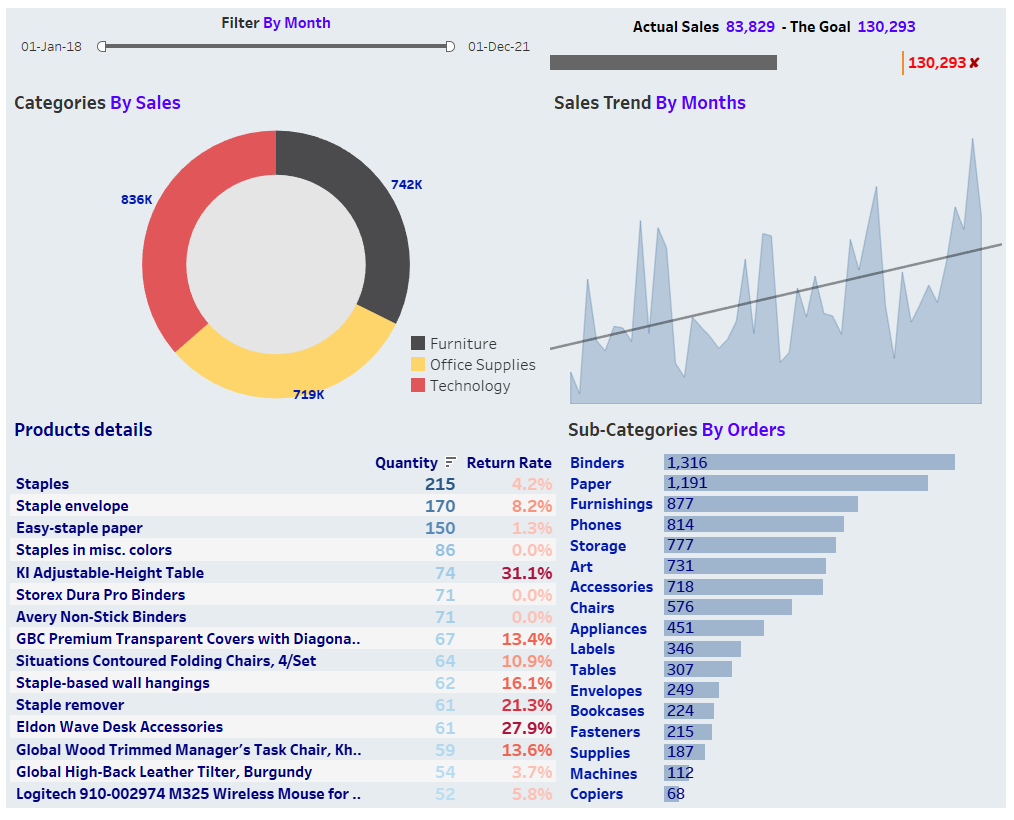 Filter By Month
01-Jan-18
01-Dec-21
Actual Sales 83,829 - The Goal 130,293
130,293 ✘
Categories By Sales
742K
836K
719K
Furniture
Office Supplies
Technology
Sales Trend By Months
Products details
Quantity Return Rate
Staples 215 4.2%
Staple envelope 170 8.2%
Easy-staple paper 150 1.3%
Staples in misc. colors 86 0.0%
KI Adjustable-Height Table 74 31.1%
Storex Dura Pro Binders 71 0.0%
Avery Non-Stick Binders 71 0.0%
GBC Premium Transparent Covers with Diagona.. 67 13.4%
Situations Contoured Folding Chairs, 4/Set 64 10.9%
Staple-based wall hangings 62 16.1%
Staple remover 61 21.3%
Eldon Wave Desk Accessories 61 27.9%
Global Wood Trimmed Manager's Task Chair, Kh.. 59 13.6%
Global High-Back Leather Tilter, Burgundy 54 3.7%
Logitech 910-002974 M325 Wireless Mouse for .. 52 5.8%
Sub-Categories By Orders
Binders 1,316
Paper 1,191
Furnishings 877
Phones 814
Storage 777
Art 731
Accessories 718
Chairs 576
Appliances 451
Labels 346
Tables 307
Envelopes 249
Bookcases 224
Fasteners 215
Supplies 187
Machines 112
Copiers 68